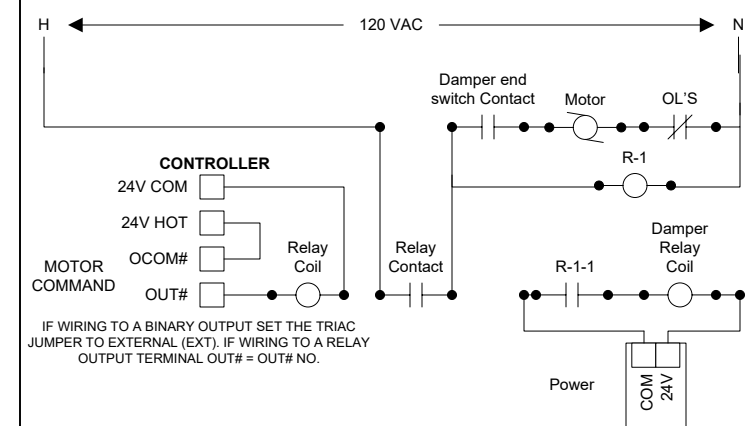 H
120 VAC
N
Damper end
switch Contact
Motor
OL'S
R-1
CONTROLLER
24V COM
24V HOT
OCOM#
OUT#
MOTOR
COMMAND
Relay
Coil
Relay
Contact
R-1-1
Damper
Relay
Coil
IF WIRING TO A BINARY OUTPUT SET THE TRIAC
JUMPER TO EXTERNAL (EXT). IF WIRING TO A RELAY
OUTPUT TERMINAL OUT# = OUT# NO.
Power
COM
24V